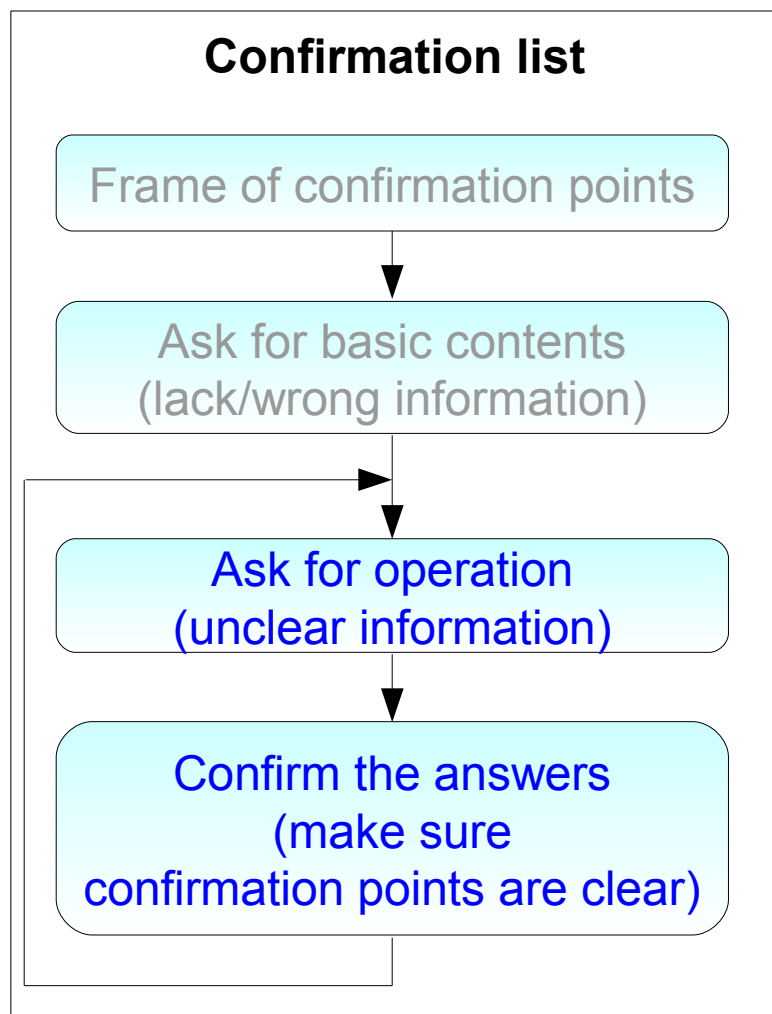 Confirmation list
Frame of confirmation points
Ask for basic contents
(lack/wrong information)
Ask for operation
(unclear information)
Confirm the answers
(make sure
confirmation points are clear)